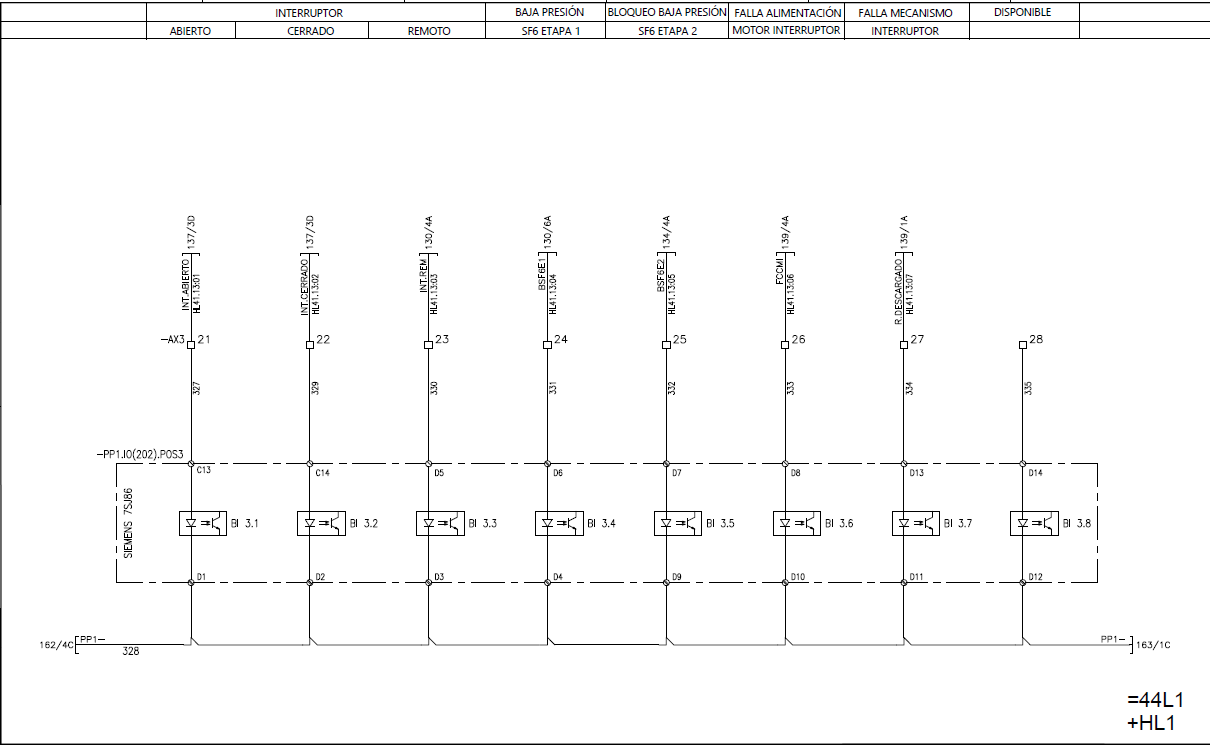 INTERRUPTOR
BAJA PRESIÓN
BLOQUEO BAJA PRESIÓN
FALLA ALIMENTACIÓN
FALLA MECANISMO
DISPONIBLE
ABIERTO
CERRADO
REMOTO
SF6 ETAPA 1
SF6 ETAPA 2
MOTOR INTERRUPTOR
INTERRUPTOR
137/3D
137/3D
130/4A
130/6A
134/4A
139/4A
139/1A
INT.ABIERTO
HL41.13:01
INT.CERRADO
HL41.13:02
INT.REM
HL41.13:03
BSF6E1
HL41.13:04
BSF6E2
HL41.13:05
FCCMI
HL41.13:06
R.DESCARGADO
HL41.13:07
-AX3 21
22
23
24
25
26
27
28
327
329
330
331
332
333
334
335
-PP1.IO(202).POS3
C13
C14
D5
D6
D7
D8
D13
D14
SIEMENS 7SJ86
BI 3.1
BI 3.2
BI 3.3
BI 3.4
BI 3.5
BI 3.6
BI 3.7
BI 3.8
D1
D2
D3
D4
D9
D10
D11
D12
162/4C
PP1-
328
PP1-
163/1C
=44L1
+HL1